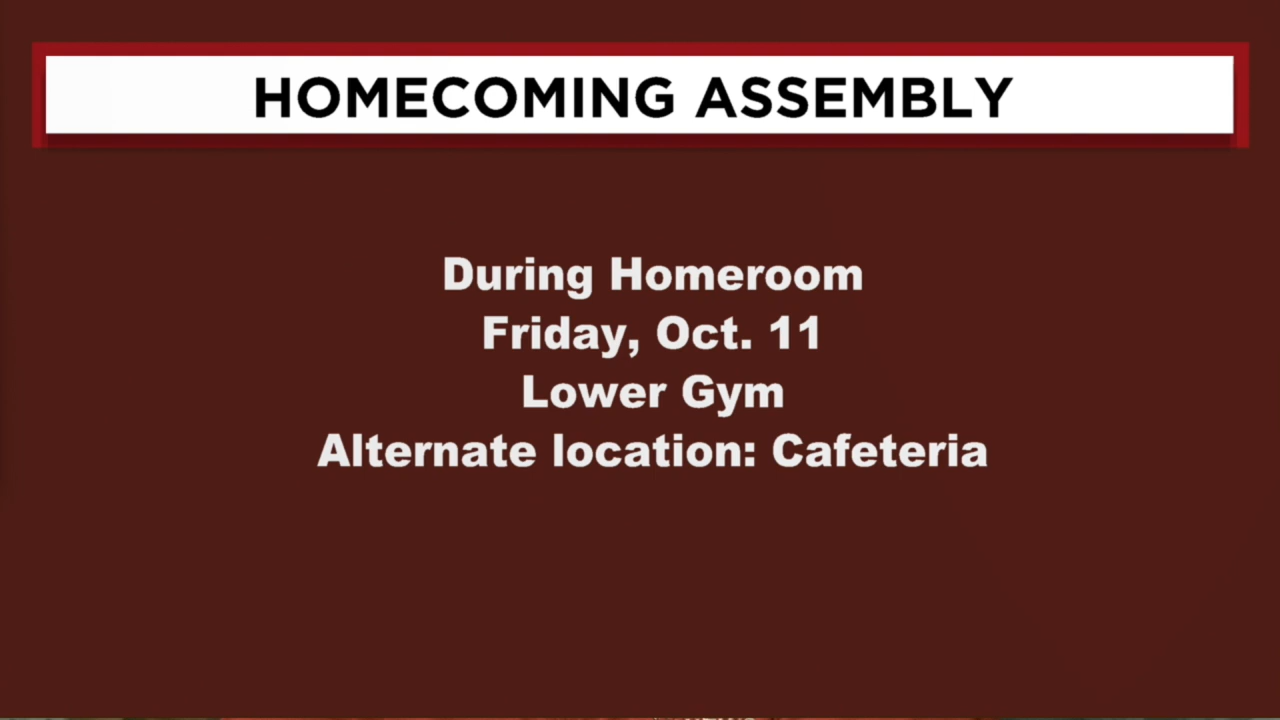 HOMECOMING ASSEMBLY
During Homeroom
Friday, Oct. 11
Lower Gym
Alternate location: Cafeteria